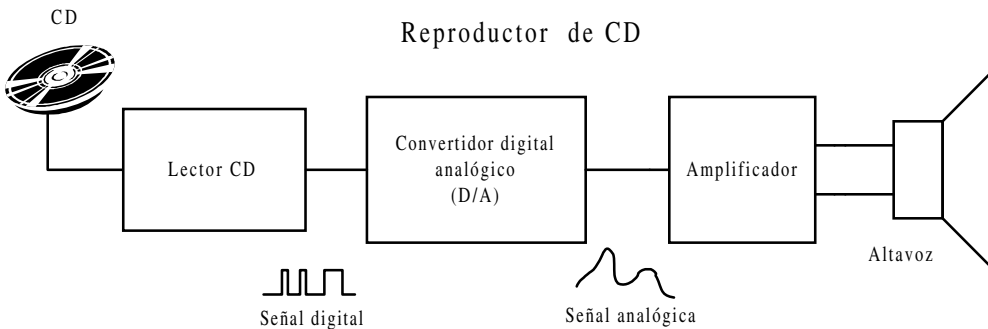 CD
Reproductor de CD
Lector CD
Convertidor digital
analógico
(D/A)
Amplificador
Altavoz
Señal digital
Señal analógica